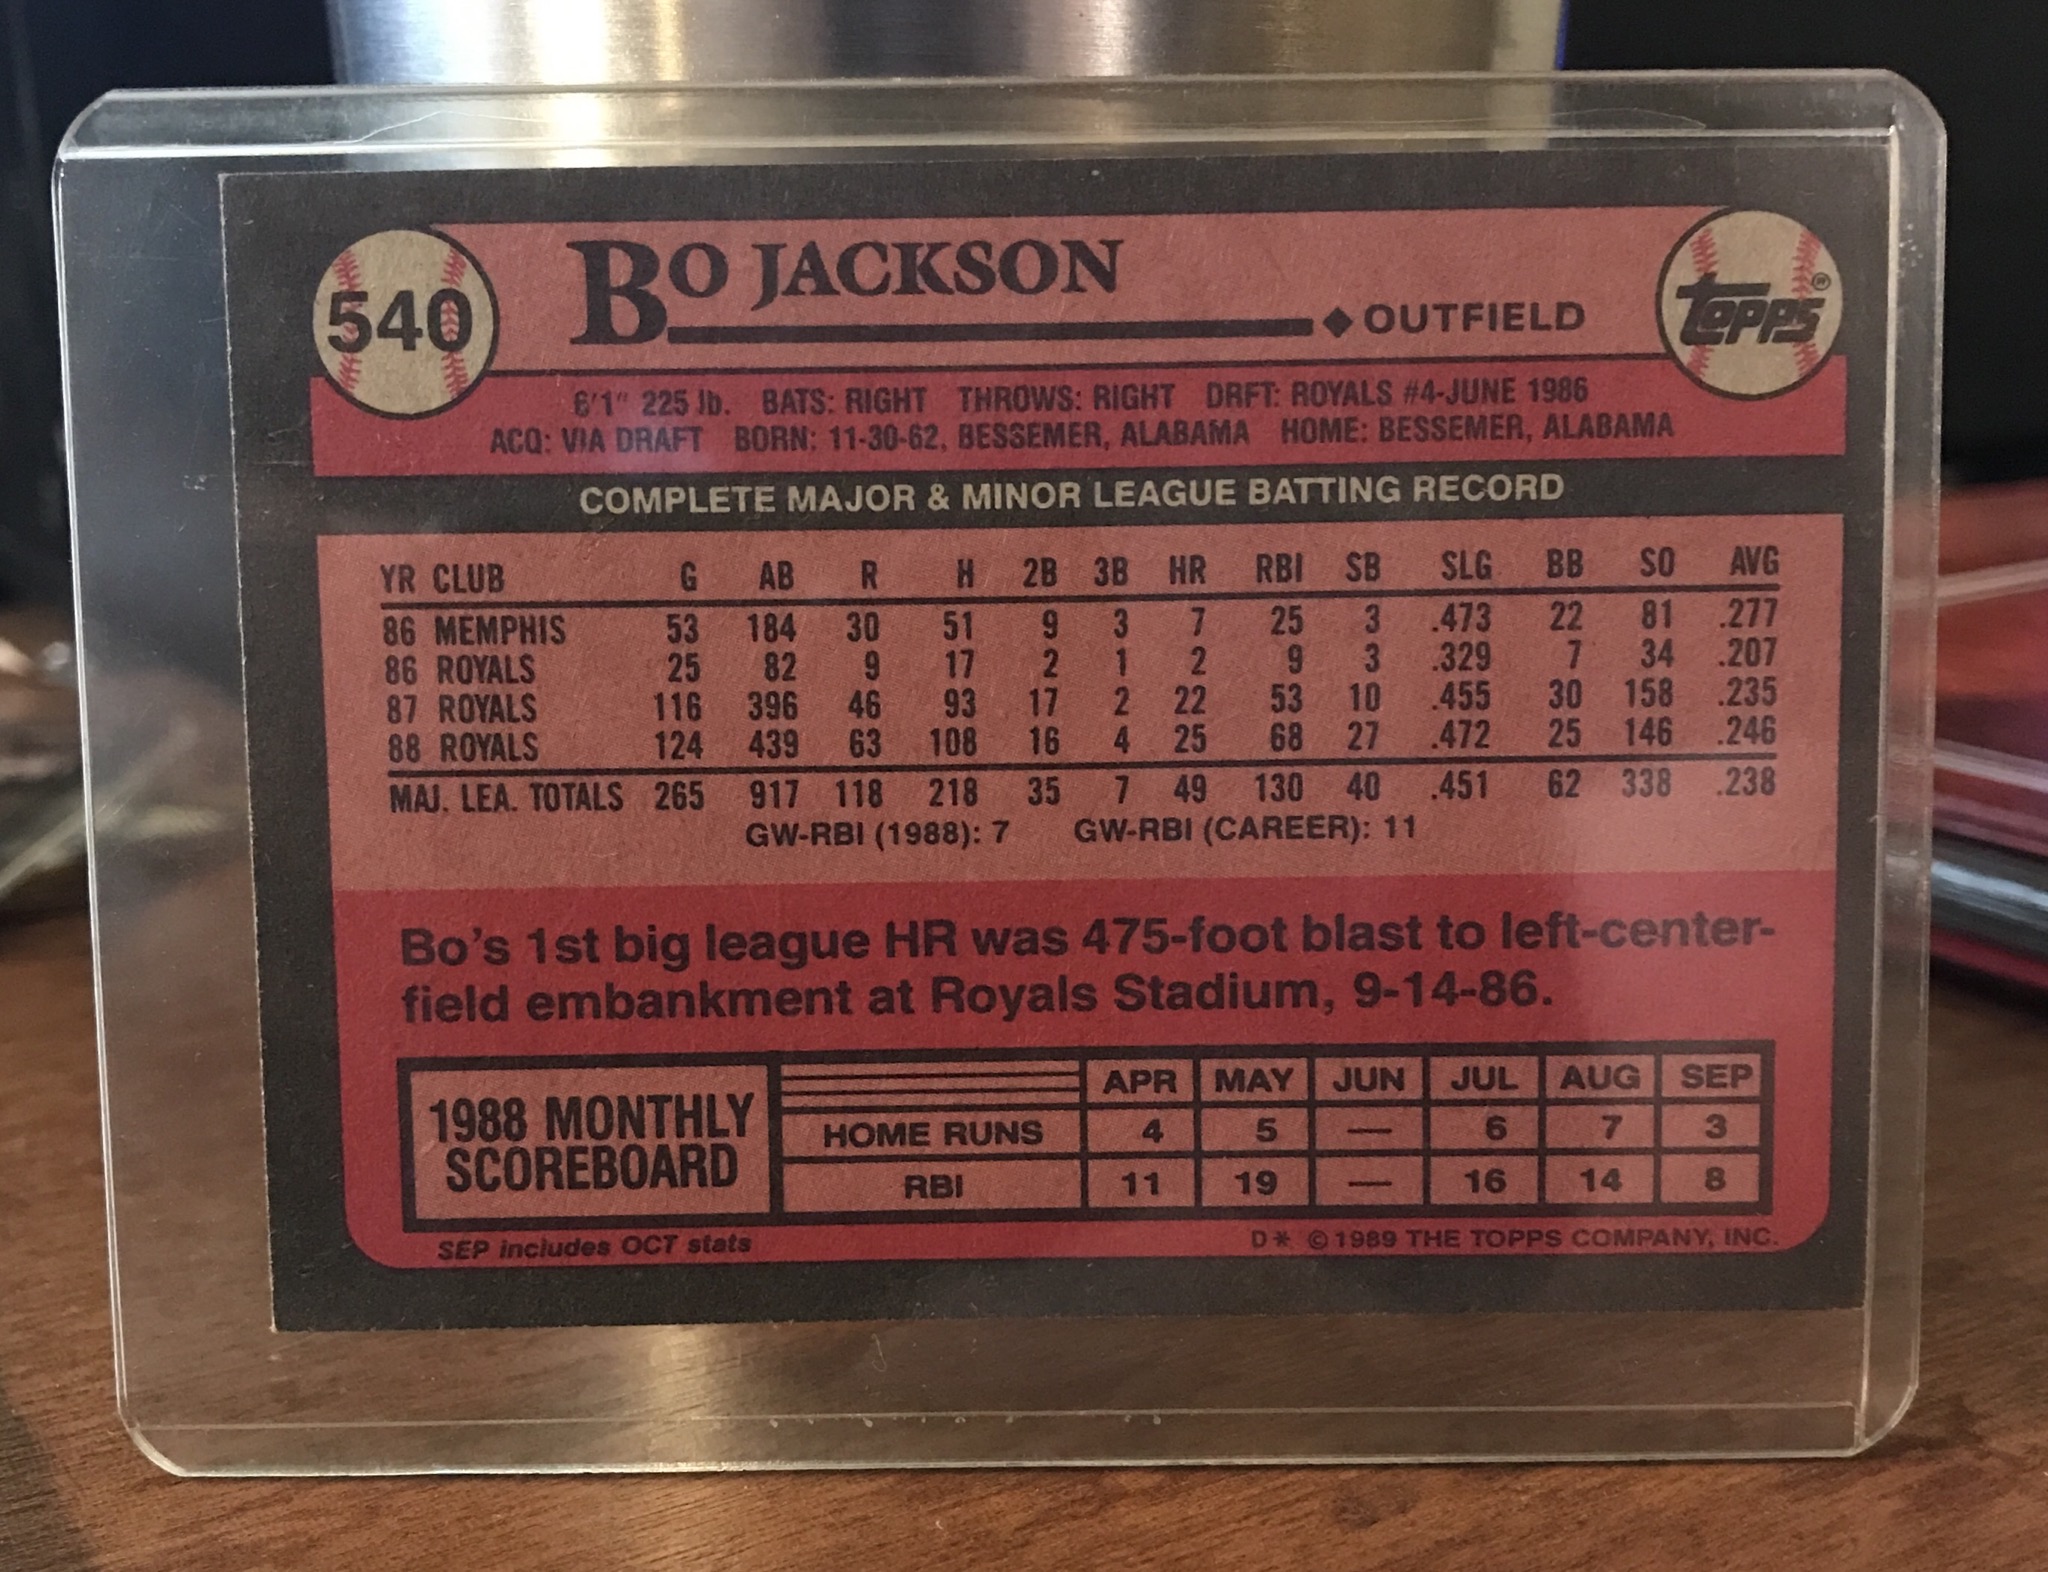 540
BO JACKSON
◆ OUTFIELD
TOPPS®
6'1" 225 lb. BATS: RIGHT THROWS: RIGHT DRFT: ROYALS #4-JUNE 1986
ACQ: VIA DRAFT BORN: 11-30-62, BESSEMER, ALABAMA HOME: BESSEMER, ALABAMA
COMPLETE MAJOR & MINOR LEAGUE BATTING RECORD
YR CLUB G AB R H 2B 3B HR RBI SB SLG BB SO AVG
86 MEMPHIS 53 184 30 51 9 3 7 25 3 .473 22 81 .277
86 ROYALS 25 82 9 17 2 1 2 9 3 .329 7 34 .207
87 ROYALS 116 396 46 93 17 2 22 53 10 .455 30 158 .235
88 ROYALS 124 439 63 108 16 4 25 68 27 .472 25 146 .246
MAJ. LEA. TOTALS 265 917 118 218 35 7 49 130 40 .451 62 338 .238
GW-RBI (1988): 7 GW-RBI (CAREER): 11
Bo's 1st big league HR was 475-foot blast to left-center-
field embankment at Royals Stadium, 9-14-86.
1988 MONTHLY
SCOREBOARD
APR MAY JUN JUL AUG SEP
HOME RUNS 4 5 — 6 7 3
RBI 11 19 — 16 14 8
SEP includes OCT stats
D* © 1989 THE TOPPS COMPANY, INC.